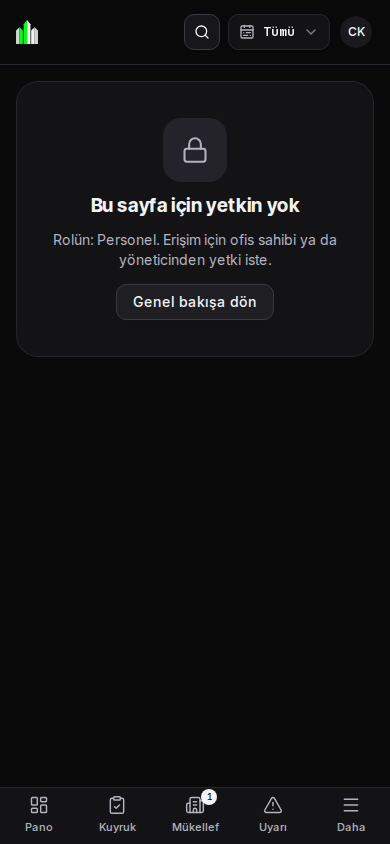 Tümü
CK
Bu sayfa için yetkin yok
Rolün: Personel. Erişim için ofis sahibi ya da
yöneticinden yetki iste.
Genel bakışa dön
1
Pano
Kuyruk
Mükellef
Uyarı
Daha